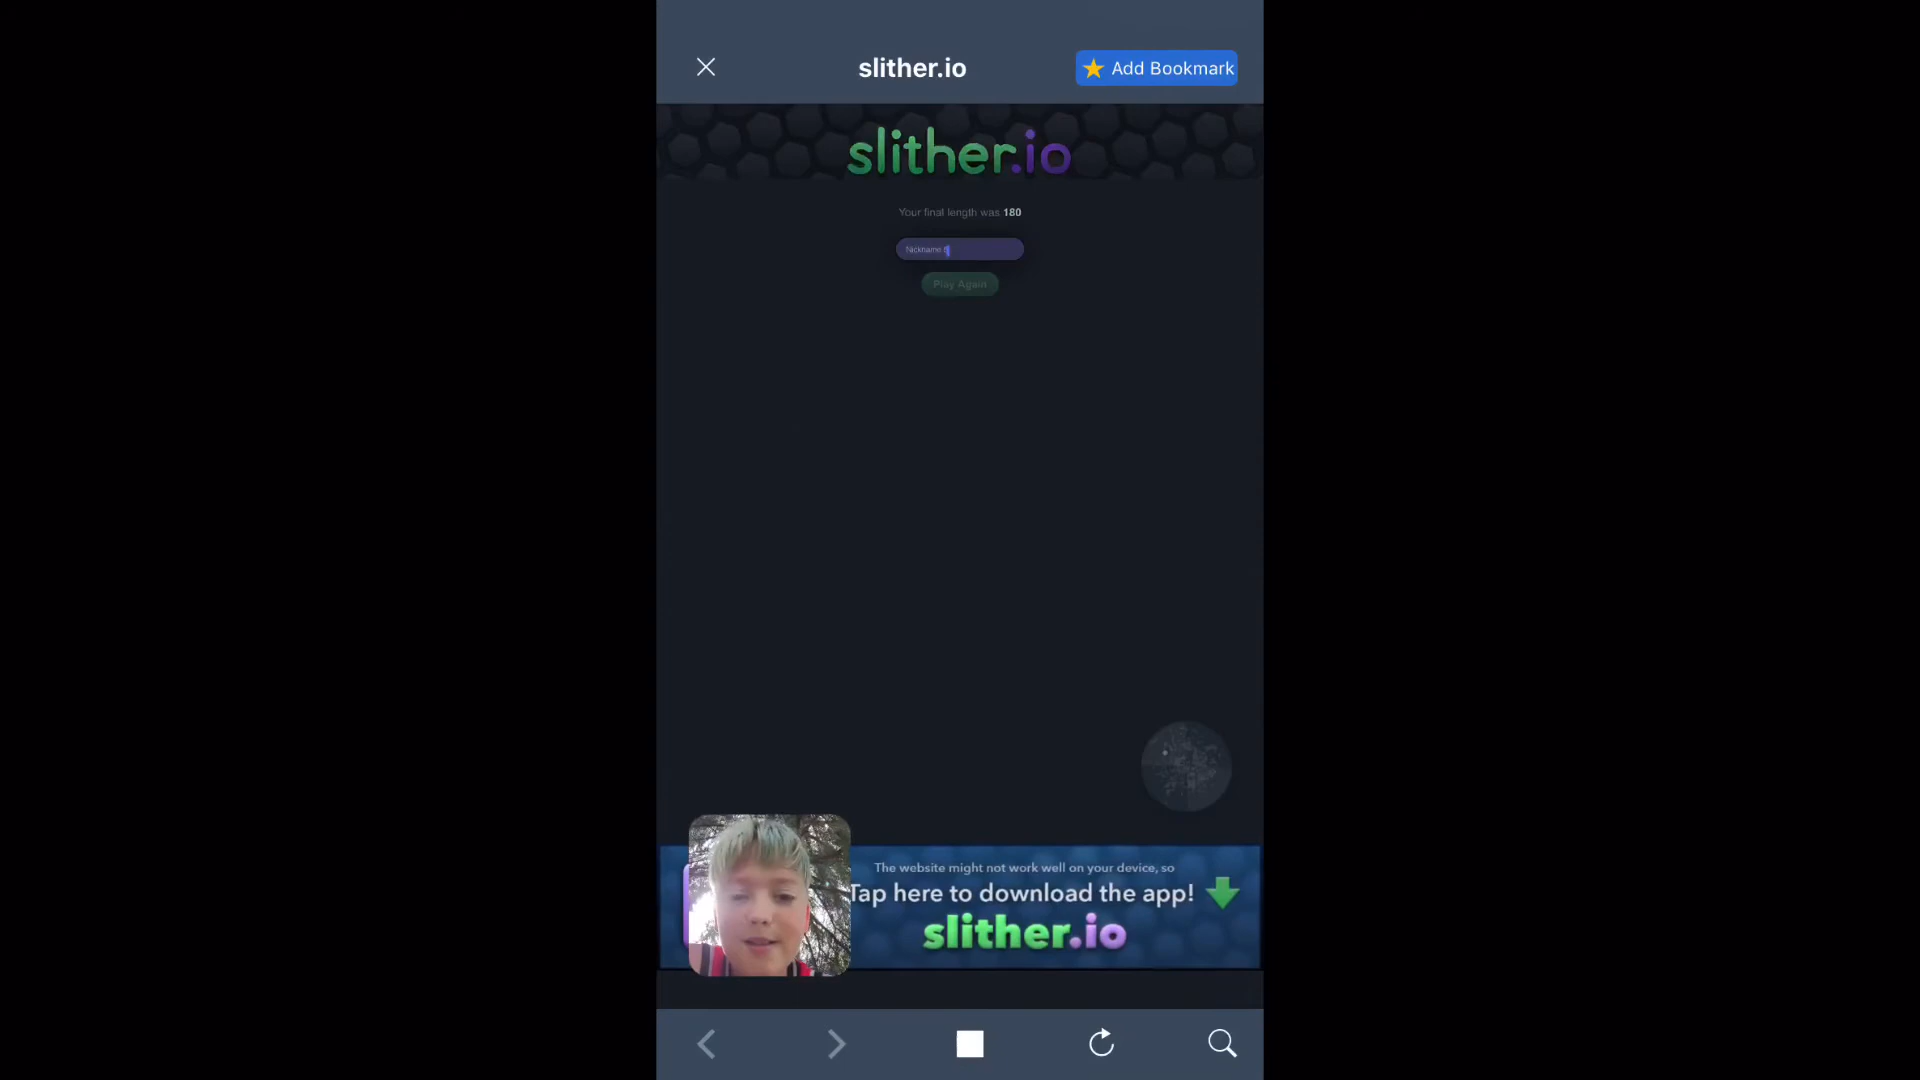 slither.io
Add Bookmark
slither.io
Your final length was 180
Nickname
Play Again
The website might not work well on your device, so
Tap here to download the app!
slither.io